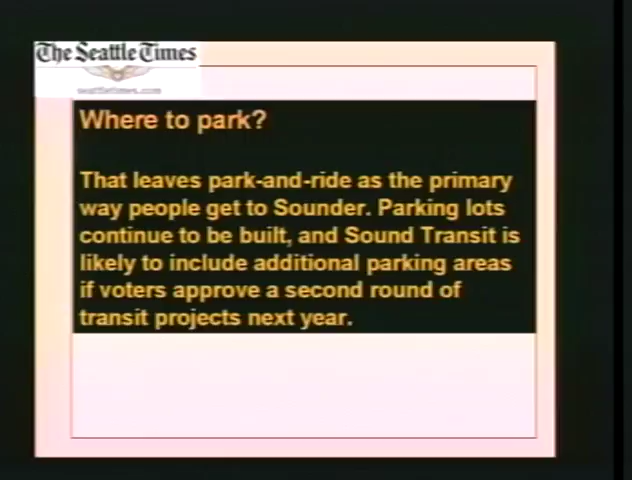 The Seattle Times
seattletimes.com
Where to park?
That leaves park-and-ride as the primary
way people get to Sounder. Parking lots
continue to be built, and Sound Transit is
likely to include additional parking areas
if voters approve a second round of
transit projects next year.